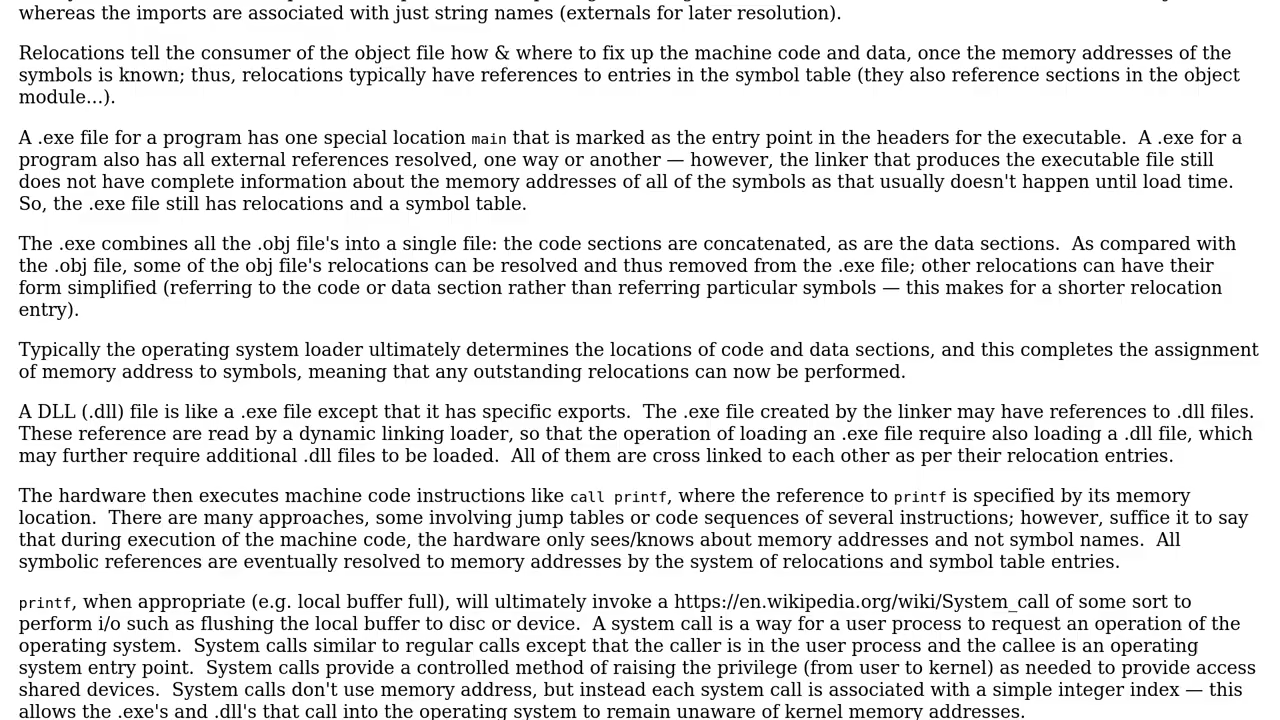 whereas the imports are associated with just string names (externals for later resolution).
Relocations tell the consumer of the object file how & where to fix up the machine code and data, once the memory addresses of the
symbols is known; thus, relocations typically have references to entries in the symbol table (they also reference sections in the object
module...).
A .exe file for a program has one special location main that is marked as the entry point in the headers for the executable.  A .exe for a
program also has all external references resolved, one way or another — however, the linker that produces the executable file still
does not have complete information about the memory addresses of all of the symbols as that usually doesn't happen until load time.
So, the .exe file still has relocations and a symbol table.
The .exe combines all the .obj file's into a single file: the code sections are concatenated, as are the data sections.  As compared with
the .obj file, some of the obj file's relocations can be resolved and thus removed from the .exe file; other relocations can have their
form simplified (referring to the code or data section rather than referring particular symbols — this makes for a shorter relocation
entry).
Typically the operating system loader ultimately determines the locations of code and data sections, and this completes the assignment
of memory address to symbols, meaning that any outstanding relocations can now be performed.
A DLL (.dll) file is like a .exe file except that it has specific exports.  The .exe file created by the linker may have references to .dll files.
These reference are read by a dynamic linking loader, so that the operation of loading an .exe file require also loading a .dll file, which
may further require additional .dll files to be loaded.  All of them are cross linked to each other as per their relocation entries.
The hardware then executes machine code instructions like call printf, where the reference to printf is specified by its memory
location.  There are many approaches, some involving jump tables or code sequences of several instructions; however, suffice it to say
that during execution of the machine code, the hardware only sees/knows about memory addresses and not symbol names.  All
symbolic references are eventually resolved to memory addresses by the system of relocations and symbol table entries.
printf, when appropriate (e.g. local buffer full), will ultimately invoke a https://en.wikipedia.org/wiki/System_call of some sort to
perform i/o such as flushing the local buffer to disc or device.  A system call is a way for a user process to request an operation of the
operating system.  System calls similar to regular calls except that the caller is in the user process and the callee is an operating
system entry point.  System calls provide a controlled method of raising the privilege (from user to kernel) as needed to provide access
shared devices.  System calls don't use memory address, but instead each system call is associated with a simple integer index — this
allows the .exe's and .dll's that call into the operating system to remain unaware of kernel memory addresses.